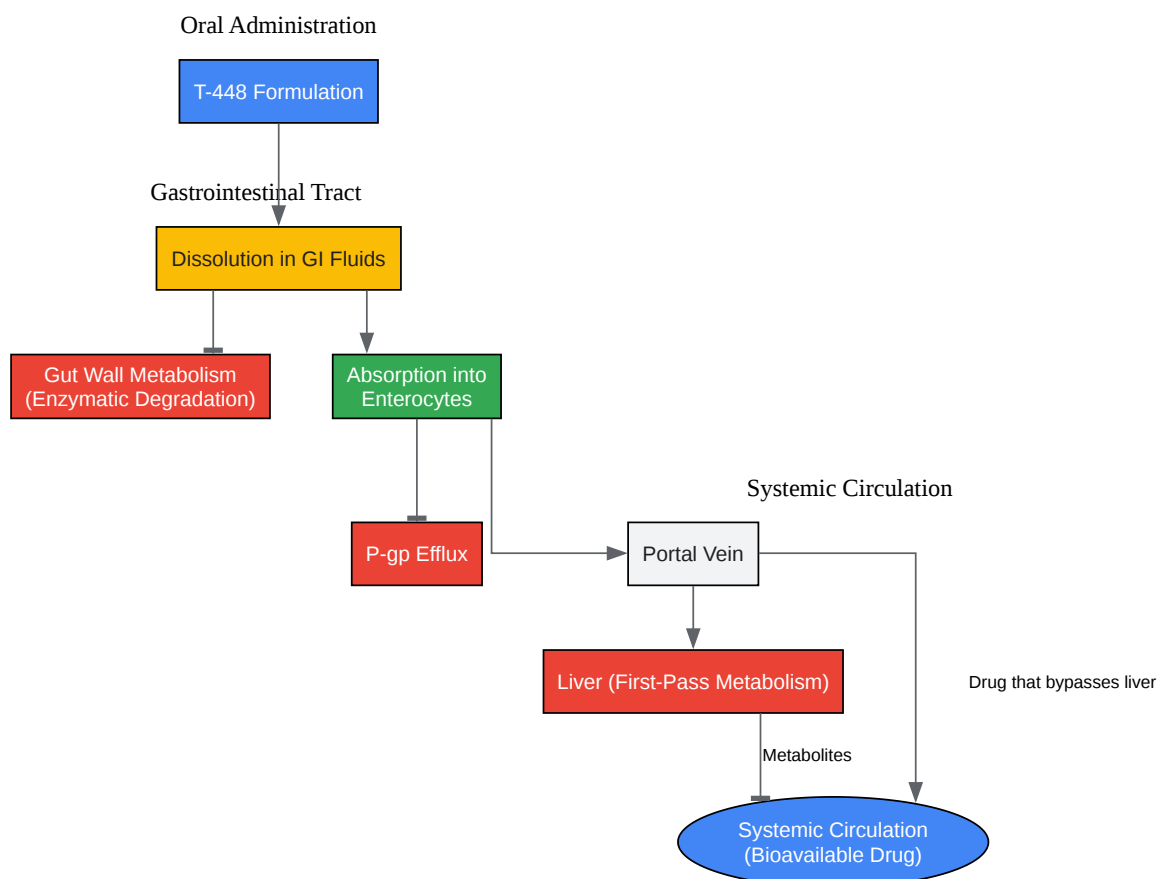 Oral Administration
T-448 Formulation
Gastrointestinal Tract
Dissolution in GI Fluids
Gut Wall Metabolism
(Enzymatic Degradation)
Absorption into
Enterocytes
Systemic Circulation
P-gp Efflux
Portal Vein
Liver (First-Pass Metabolism)
Drug that bypasses liver
Metabolites
Systemic Circulation
(Bioavailable Drug)